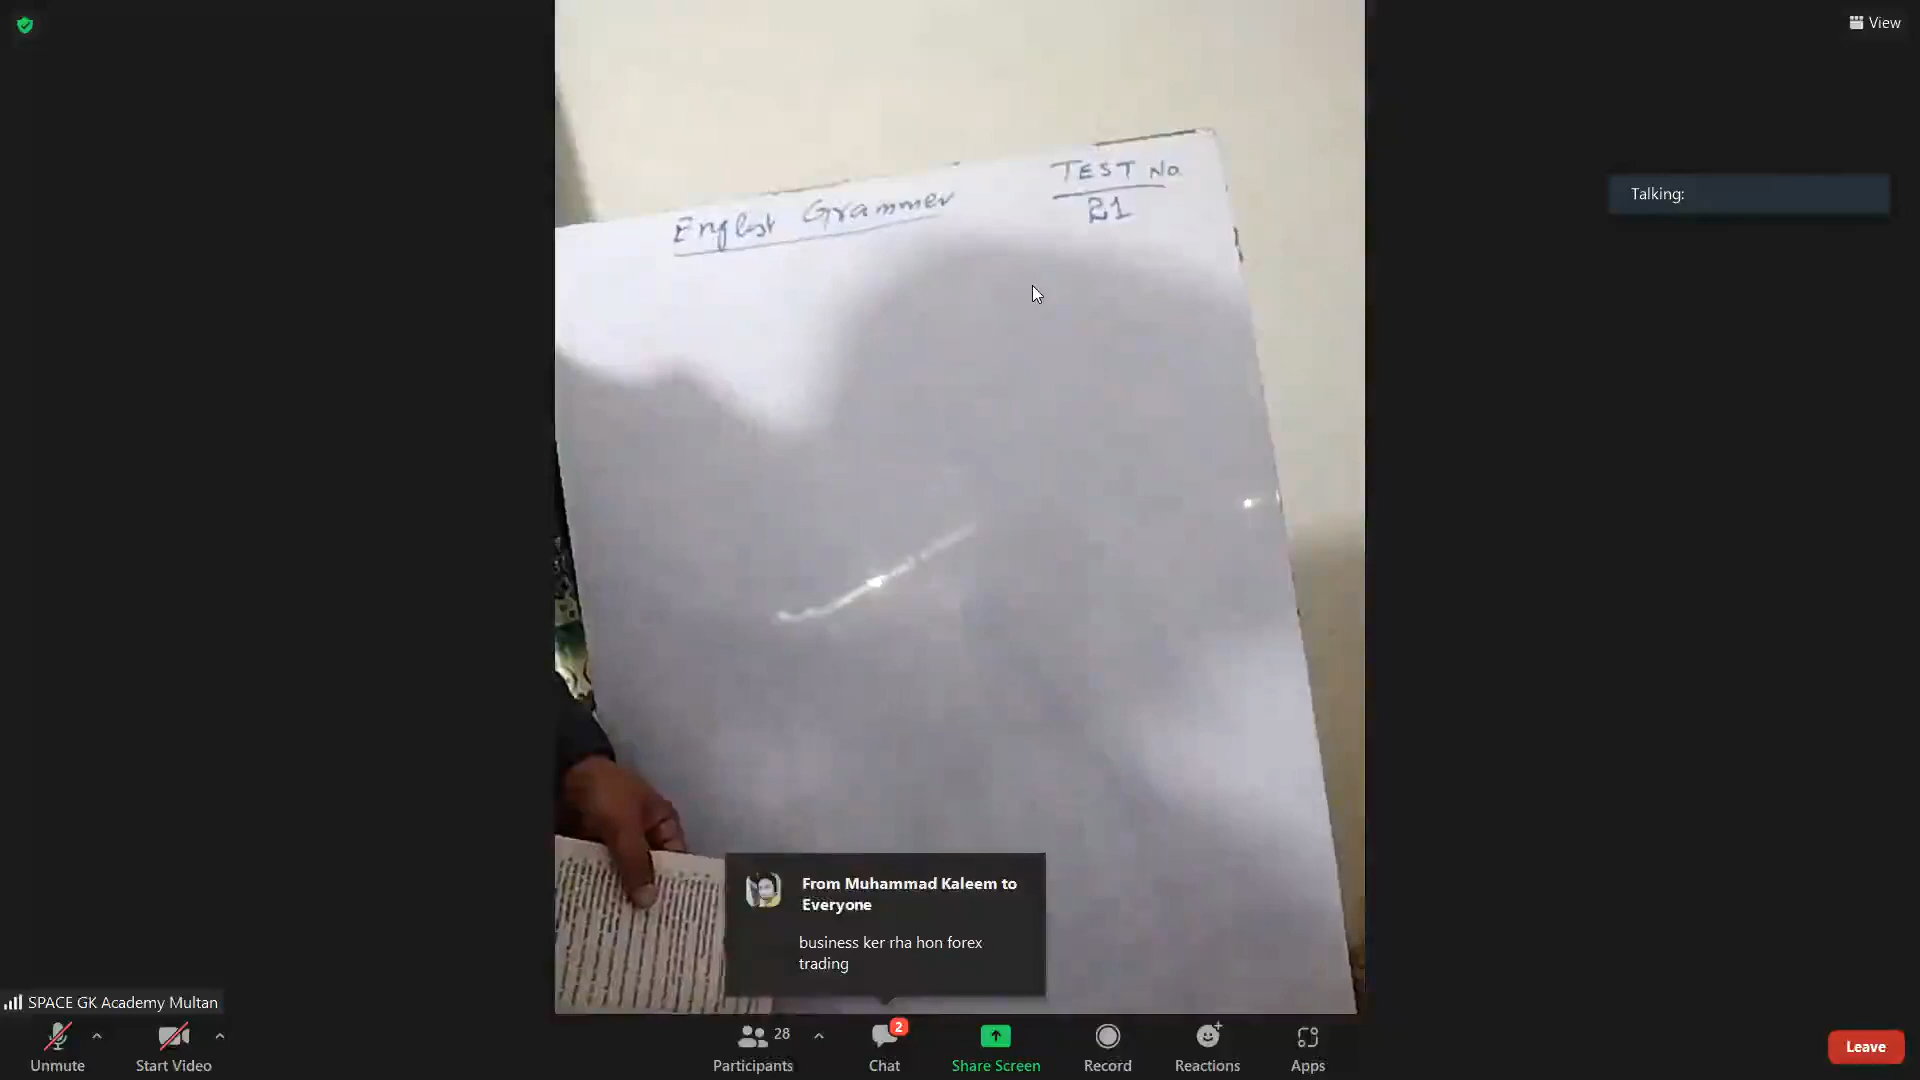 View
TEST No.
English Grammer
21
Talking:
From Muhammad Kaleem to
Everyone
business ker rha hon forex
trading
SPACE GK Academy Multan
28
2
Unmute
Start Video
Participants
Chat
Share Screen
Record
Reactions
Apps
Leave